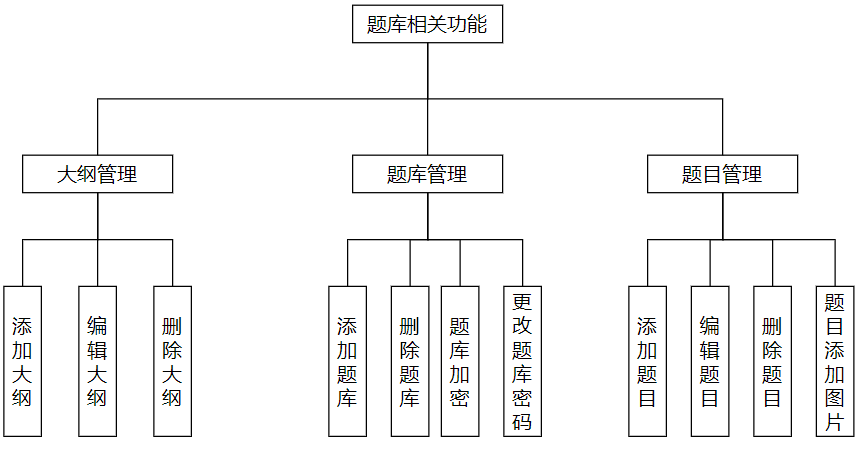 题库相关功能
大纲管理
题库管理
题目管理
添加大纲
编辑大纲
删除大纲
添加题库
删除题库
题库加密
更改题库密码
添加题目
编辑题目
删除题目
题目添加图片